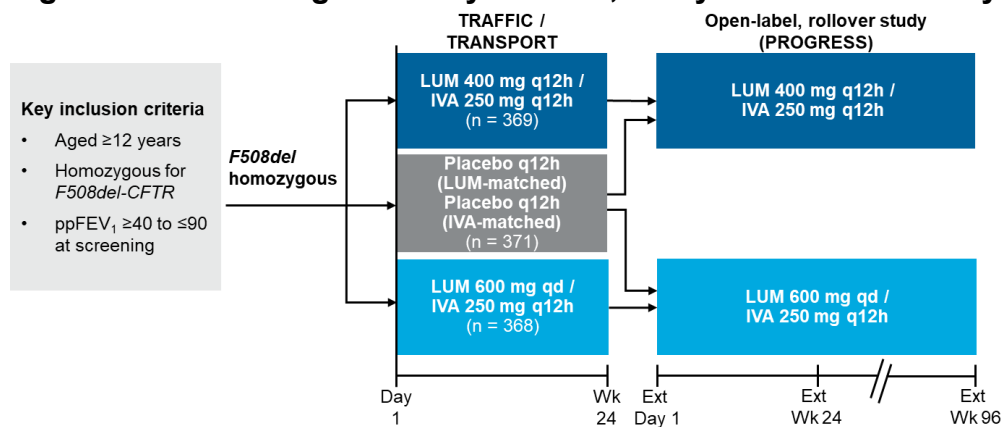 TRAFFIC /
TRANSPORT
Open-label, rollover study
(PROGRESS)
Key inclusion criteria
• Aged ≥12 years
• Homozygous for
F508del-CFTR
• ppFEV₁ ≥40 to ≤90
at screening
F508del
homozygous
LUM 400 mg q12h /
IVA 250 mg q12h
(n = 369)
Placebo q12h
(LUM-matched)
Placebo q12h
(IVA-matched)
(n = 371)
LUM 600 mg qd /
IVA 250 mg q12h
(n = 368)
LUM 400 mg q12h /
IVA 250 mg q12h
LUM 600 mg qd /
IVA 250 mg q12h
Day
1
Wk
24
Ext
Day 1
Ext
Wk 24
Ext
Wk 96